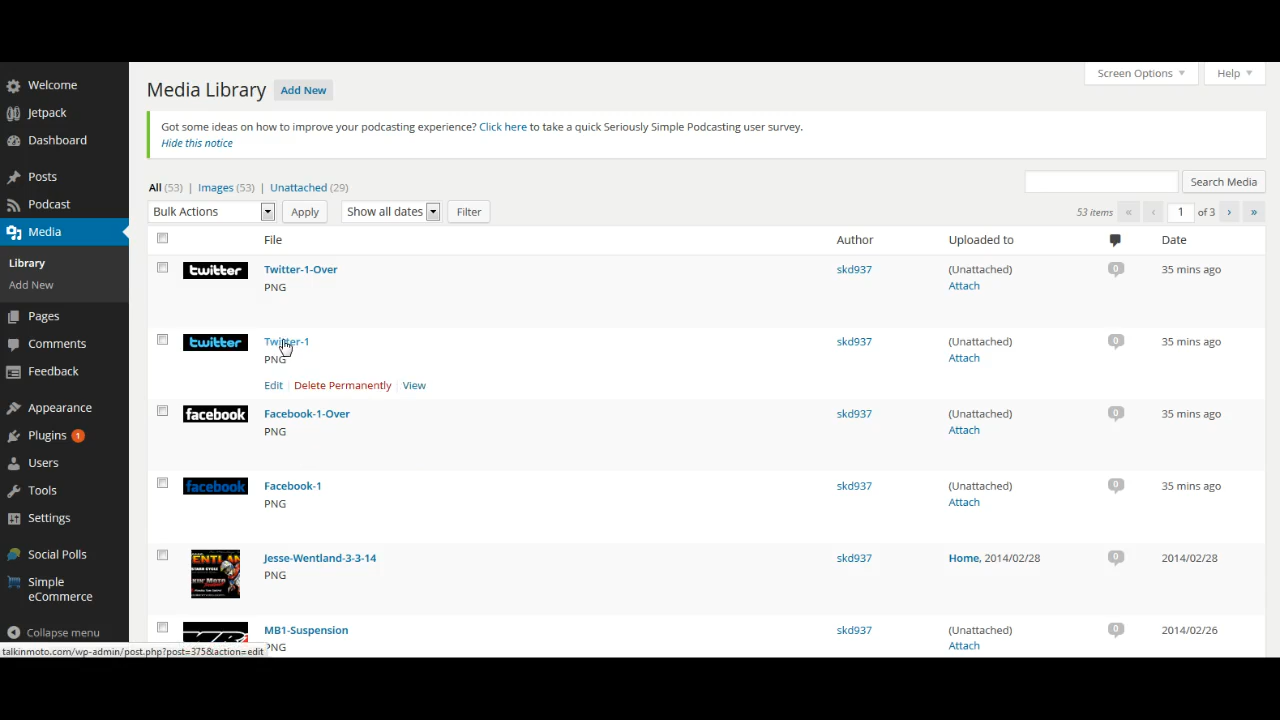 Screen Options
Help
Welcome
Media Library
Add New
Jetpack
Got some ideas on how to improve your podcasting experience? Click here to take a quick Seriously Simple Podcasting user survey.
Hide this notice
Dashboard
Posts
All (53) | Images (53) | Unattached (29)
Search Media
Podcast
Bulk Actions
Apply
Show all dates
Filter
53 items « ‹ 1 of 3 › »
Media
File
Author
Uploaded to
Date
Library
Add New
twitter
Twitter-1-Over
PNG
skd937
(Unattached)
Attach
0
35 mins ago
Pages
Comments
Feedback
twitter
Twitter-1
PNG
Edit | Delete Permanently | View
skd937
(Unattached)
Attach
0
35 mins ago
Appearance
Plugins 1
Users
facebook
Facebook-1-Over
PNG
skd937
(Unattached)
Attach
0
35 mins ago
Tools
Settings
facebook
Facebook-1
PNG
skd937
(Unattached)
Attach
0
35 mins ago
Social Polls
Simple
eCommerce
Jesse-Wentland-3-3-14
PNG
skd937
Home, 2014/02/28
0
2014/02/28
Collapse menu
MB1-Suspension
PNG
skd937
(Unattached)
Attach
0
2014/02/26
talkinmoto.com/wp-admin/post.php?post=375&action=edit